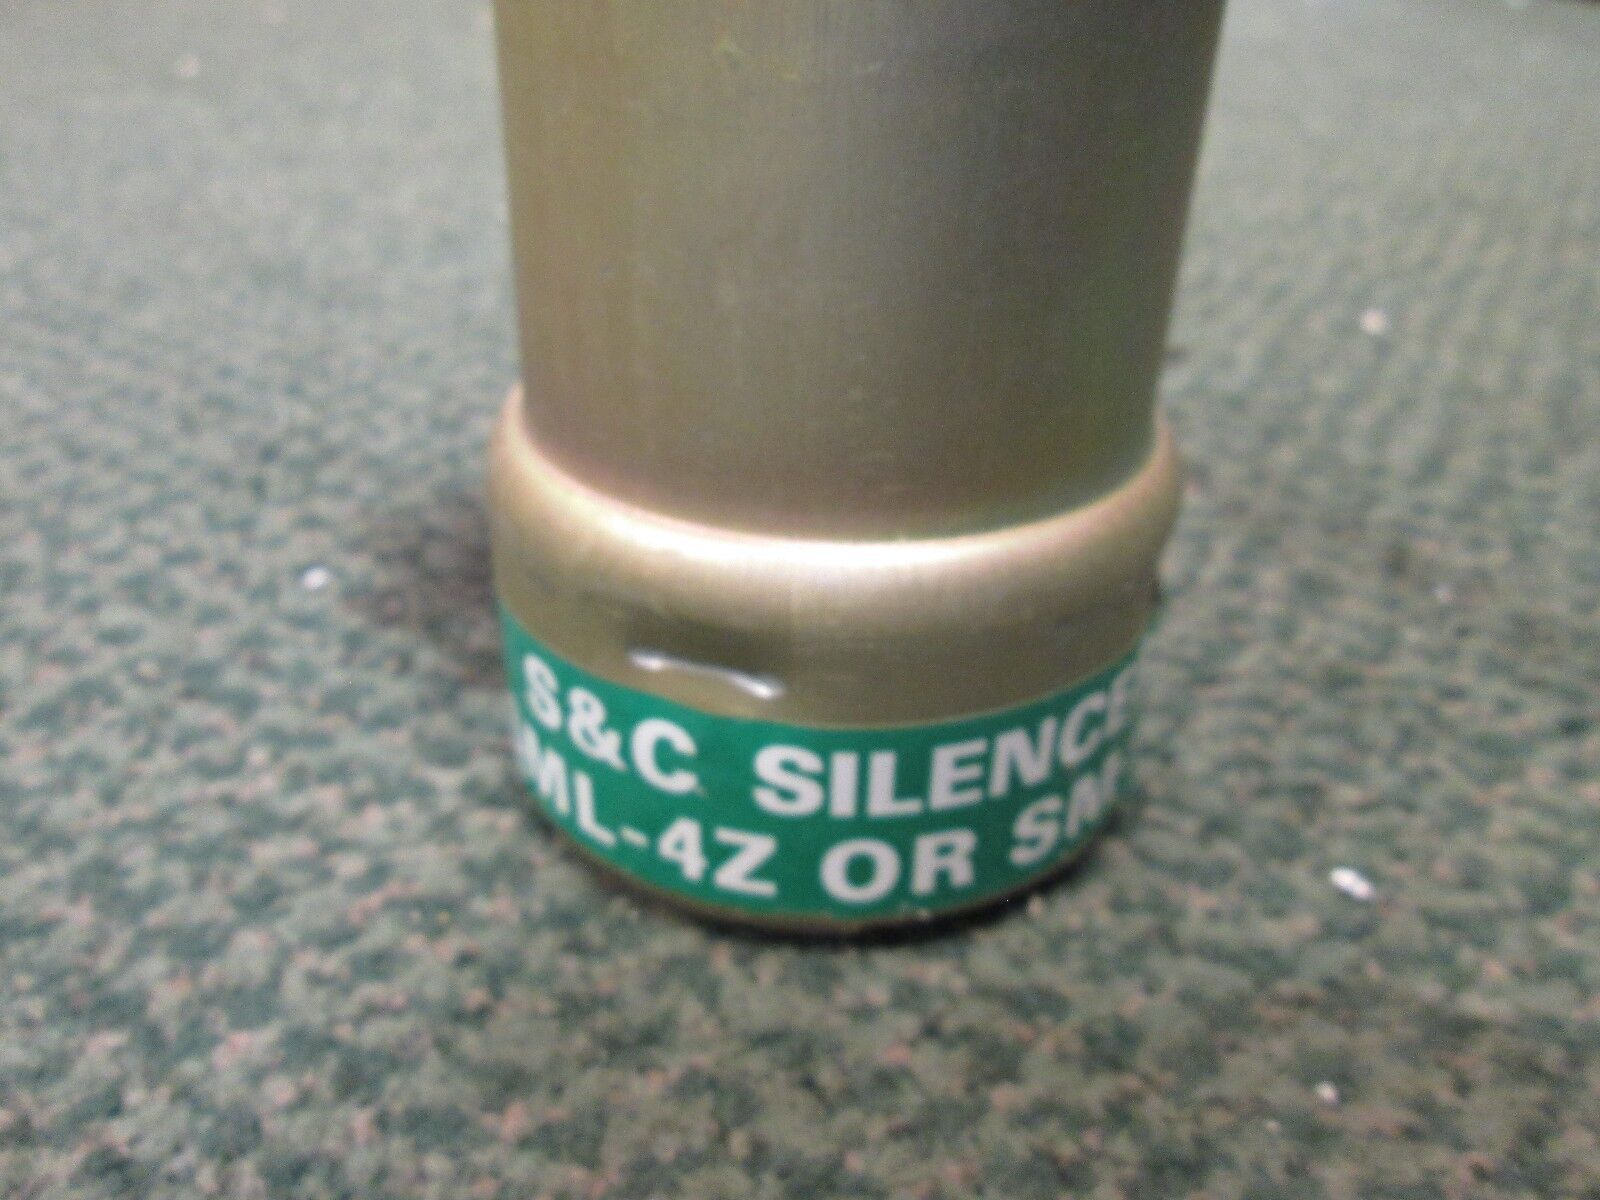 S&C SILENCE
ML-4Z OR SM